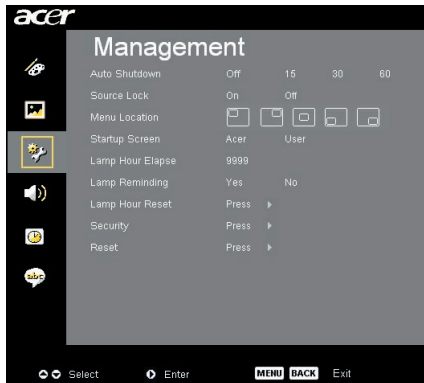 acer
Management
Auto Shutdown Off 15 30 60
Source Lock On Off
Menu Location
Startup Screen Acer User
Lamp Hour Elapse 9999
Lamp Reminding Yes No
Lamp Hour Reset Press
Security Press
Reset Press
abc
Select Enter MENU BACK Exit